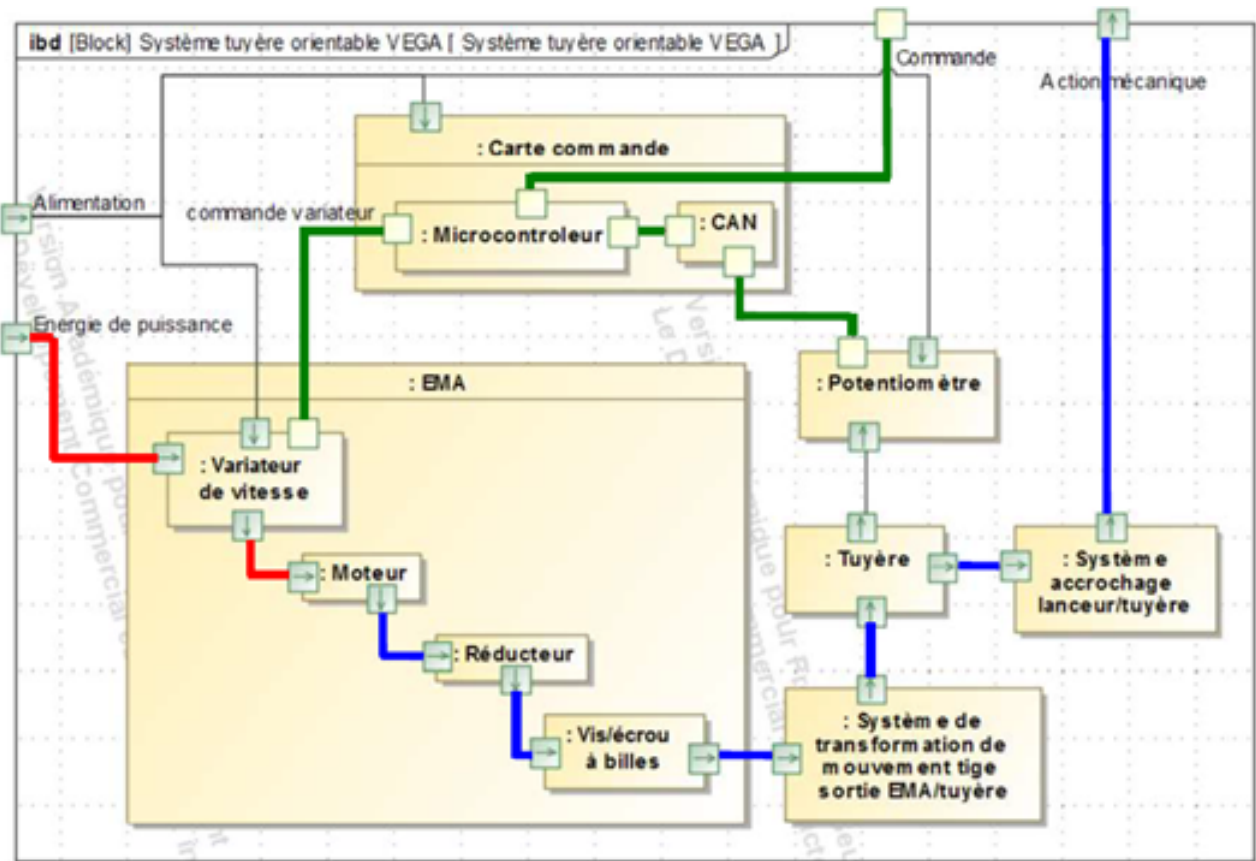 ibd [Block] Système tuyère orientable VEGA [ Système tuyère orientable VEGA ]
Commande
Action mécanique
: Carte commande
Alimentation
commande variateur
: Microcontroleur
: CAN
Energie de puissance
: EMA
: Potentiomètre
: Variateur
de vitesse
: Moteur
: Tuyère
: Système
accrochage
lanceur/tuyère
: Réducteur
: Vis/écrou
à billes
: Système de
transformation de
mouvement tige
sortie EMA/tuyère